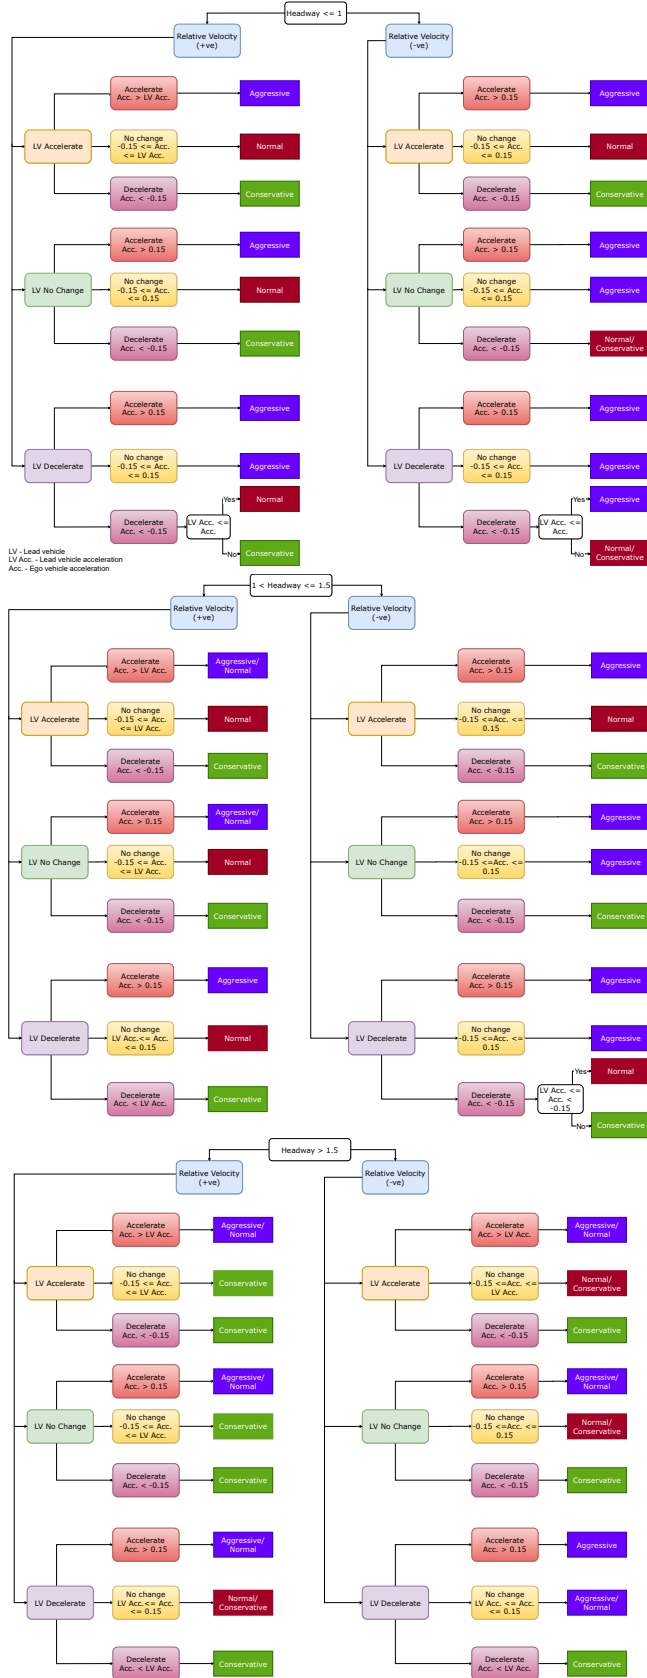 Headway <= 1
Relative Velocity
(+ve)
Relative Velocity
(-ve)
Accelerate
Acc. > LV Acc.
Aggressive
LV Accelerate
No change
-0.15 <= Acc.
<= LV Acc.
Normal
Decelerate
Acc. < -0.15
Conservative
Accelerate
Acc. > 0.15
Aggressive
LV No Change
No change
-0.15 <= Acc.
<= 0.15
Normal
Decelerate
Acc. < -0.15
Conservative
Accelerate
Acc. > 0.15
Aggressive
LV Decelerate
No change
-0.15 <= Acc.
<= 0.15
Aggressive
Decelerate
Acc. < -0.15
LV Acc. <=
Acc.
Yes
Normal
No
Conservative
Accelerate
Acc. > 0.15
Aggressive
LV Accelerate
No change
-0.15 <= Acc.
<= 0.15
Normal
Decelerate
Acc. < -0.15
Conservative
Accelerate
Acc. > 0.15
Aggressive
LV No Change
No change
-0.15 <= Acc.
<= 0.15
Aggressive
Decelerate
Acc. < -0.15
Normal/
Conservative
Accelerate
Acc. > 0.15
Aggressive
LV Decelerate
No change
-0.15 <= Acc.
<= 0.15
Aggressive
Decelerate
Acc. < -0.15
LV Acc. <=
Acc.
Yes
Aggressive
No
Normal/
Conservative
LV - Lead vehicle
LV Acc. - Lead vehicle acceleration
Acc. - Ego vehicle acceleration
1 < Headway <= 1.5
Relative Velocity
(+ve)
Relative Velocity
(-ve)
Accelerate
Acc. > LV Acc.
Aggressive/
Normal
LV Accelerate
No change
-0.15 <= Acc.
<= LV Acc.
Normal
Decelerate
Acc. < -0.15
Conservative
Accelerate
Acc. > 0.15
Aggressive/
Normal
LV No Change
No change
-0.15 <= Acc.
<= LV Acc.
Normal
Decelerate
Acc. < -0.15
Conservative
Accelerate
Acc. > 0.15
Aggressive
LV Decelerate
No change
LV Acc.<= Acc.
<= 0.15
Normal
Decelerate
Acc. < LV Acc.
Conservative
Accelerate
Acc. > 0.15
Aggressive
LV Accelerate
No change
-0.15 <=Acc. <=
0.15
Normal
Decelerate
Acc. < -0.15
Conservative
Accelerate
Acc. > 0.15
Aggressive
LV No Change
No change
-0.15 <=Acc. <=
0.15
Aggressive
Decelerate
Acc. < -0.15
Conservative
Accelerate
Acc. > 0.15
Aggressive
LV Decelerate
No change
-0.15 <=Acc. <=
0.15
Aggressive
Decelerate
Acc. < -0.15
LV Acc. <=
Acc. <
-0.15
Yes
Normal
No
Conservative
Headway > 1.5
Relative Velocity
(+ve)
Relative Velocity
(-ve)
Accelerate
Acc. > LV Acc.
Aggressive/
Normal
LV Accelerate
No change
-0.15 <= Acc.
<= LV Acc.
Conservative
Decelerate
Acc. < -0.15
Conservative
Accelerate
Acc. > 0.15
Aggressive/
Normal
LV No Change
No change
-0.15 <= Acc.
<= LV Acc.
Conservative
Decelerate
Acc. < -0.15
Conservative
Accelerate
Acc. > 0.15
Aggressive/
Normal
LV Decelerate
No change
LV Acc.<= Acc.
<= 0.15
Normal/
Conservative
Decelerate
Acc. < LV Acc.
Conservative
Accelerate
Acc. > LV Acc.
Aggressive/
Normal
LV Accelerate
No change
-0.15 <=Acc. <=
LV Acc.
Normal/
Conservative
Decelerate
Acc. < -0.15
Conservative
Accelerate
Acc. > 0.15
Aggressive/
Normal
LV No Change
No change
-0.15 <=Acc. <=
0.15
Normal/
Conservative
Decelerate
Acc. < -0.15
Conservative
Accelerate
Acc. > 0.15
Aggressive
LV Decelerate
No change
LV Acc. <= Acc.
<= 0.15
Aggressive/
Normal
Decelerate
Acc. < LV Acc.
Conservative